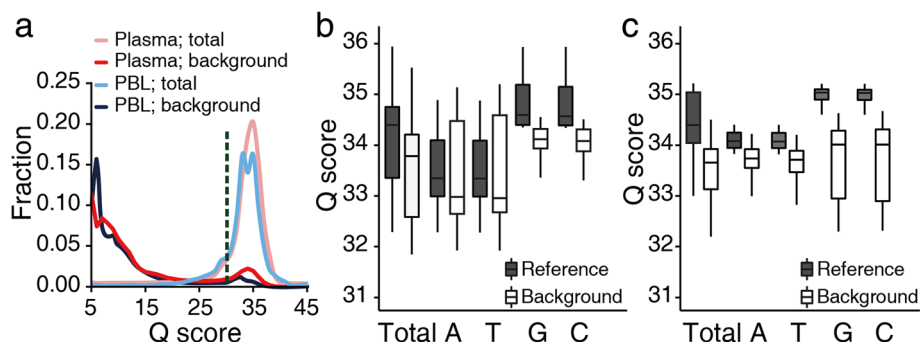 a
Plasma; total
Plasma; background
PBL; total
PBL; background
Fraction
0.25
0.20
0.15
0.10
0.05
0.00
5 15 25 35 45
Q score
b
Q score
36
35
34
33
32
31
Reference
Background
Total A T G C
c
Q score
36
35
34
33
32
31
Reference
Background
Total A T G C